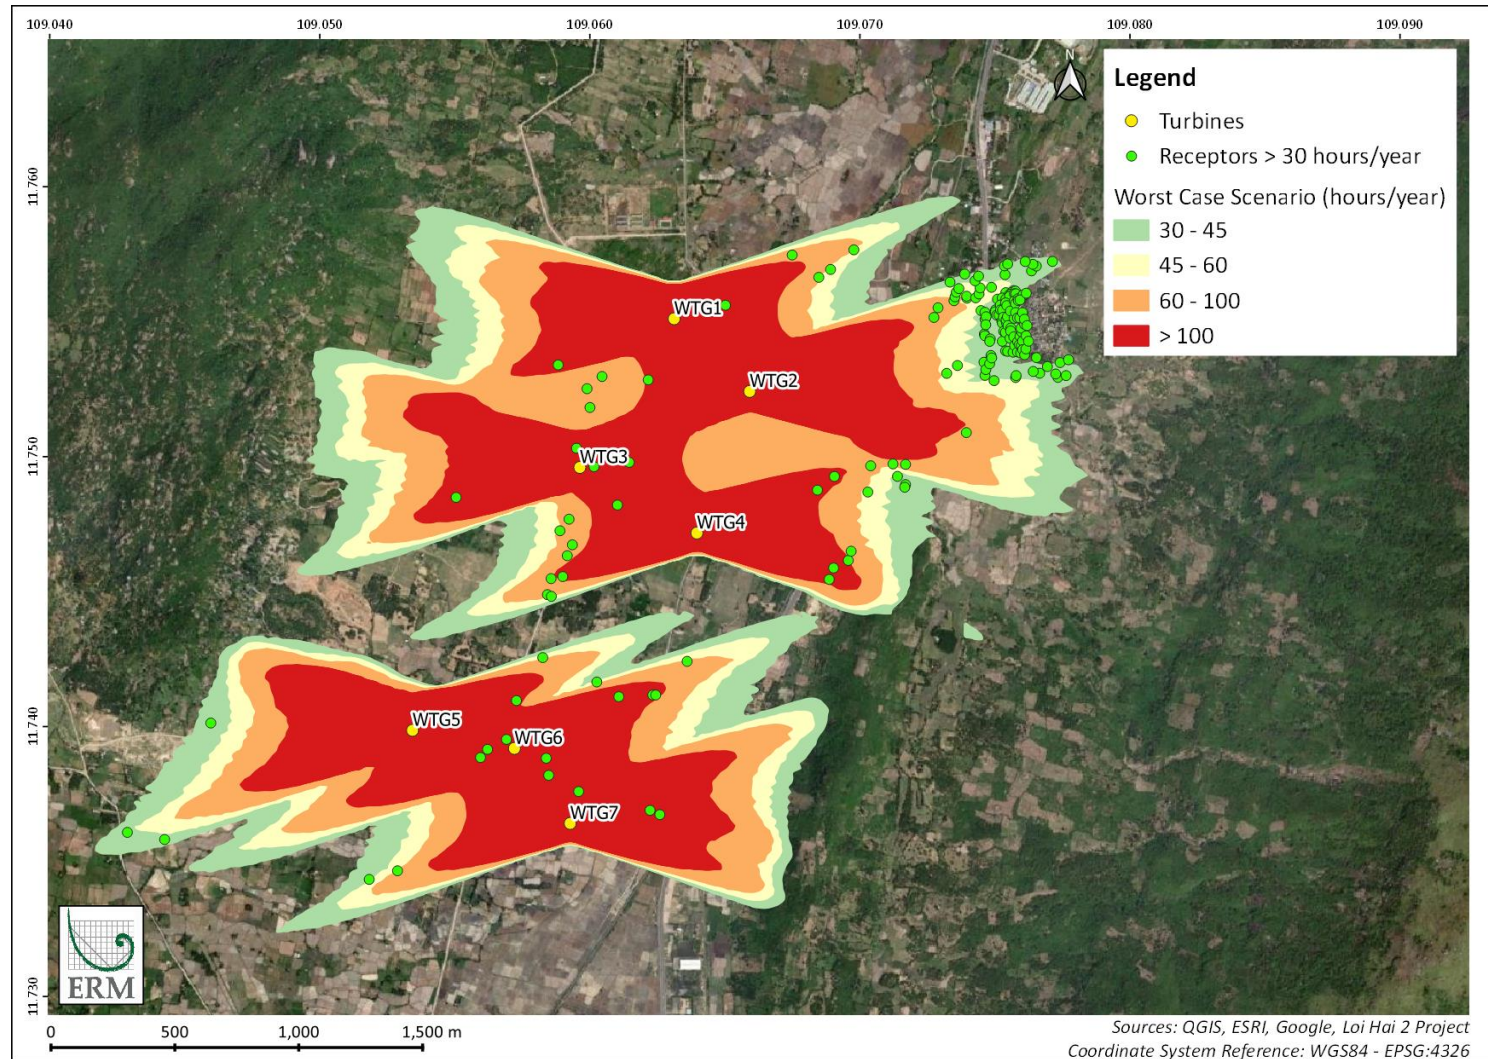 109.040 109.050 109.060 109.070 109.080 109.090
N
Legend
Turbines
Receptors > 30 hours/year
Worst Case Scenario (hours/year)
30 - 45
45 - 60
60 - 100
> 100
11.760
11.750
11.740
11.730
WTG1
WTG2
WTG3
WTG4
WTG5
WTG6
WTG7
ERM
0 500 1,000 1,500 m
Sources: QGIS, ESRI, Google, Loi Hai 2 Project
Coordinate System Reference: WGS84 - EPSG:4326